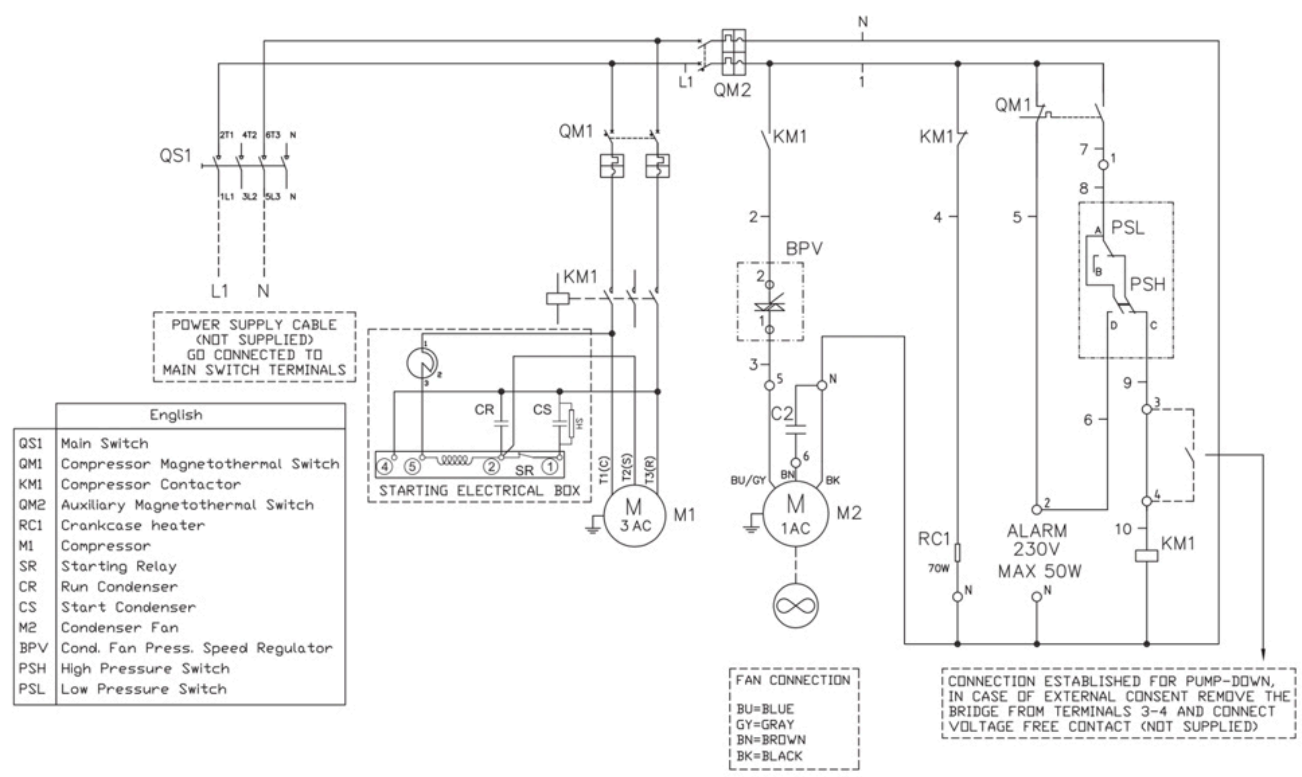 N
L1
1
QM2
QM1
QM1
KM1
KM1
2T1 4T2 6T3 N
QS1
1L1 3L2 5L3 N
7
1
8
2
4
5
A
PSL
B
BPV
2
1
PSH
D
C
L1 N
KM1
POWER SUPPLY CABLE
(NOT SUPPLIED)
GO CONNECTED TO
MAIN SWITCH TERMINALS
1
2
3
CR
CS
HS
4
5
2
SR
1
STARTING ELECTRICAL BOX
T1(C)
T2(S)
T3(R)
M
3 AC
M1
3
5
N
C2
6
BU/GY
BN
BK
M
1AC
M2
9
3
6
4
10
KM1
2
ALARM
230V
MAX 50W
N
RC1
70W
N
English
QS1 Main Switch
QM1 Compressor Magnetothermal Switch
KM1 Compressor Contactor
QM2 Auxiliary Magnetothermal Switch
RC1 Crankcase heater
M1 Compressor
SR Starting Relay
CR Run Condenser
CS Start Condenser
M2 Condenser Fan
BPV Cond. Fan Press. Speed Regulator
PSH High Pressure Switch
PSL Low Pressure Switch
FAN CONNECTION
BU=BLUE
GY=GRAY
BN=BROWN
BK=BLACK
CONNECTION ESTABLISHED FOR PUMP-DOWN,
IN CASE OF EXTERNAL CONSENT REMOVE THE
BRIDGE FROM TERMINALS 3-4 AND CONNECT
VOLTAGE FREE CONTACT (NOT SUPPLIED)